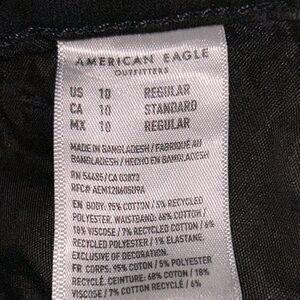 AMERICAN EAGLE
OUTFITTERS
US 10 REGULAR
CA 10 STANDARD
MX 10 REGULAR
MADE IN BANGLADESH / FABRIQUÉ AU
BANGLADESH / HECHO EN BANGLADESH
RN 54485/CA 03873
RFC# AEM1206050U9A
EN BODY: 95% COTTON / 5% RECYCLED
POLYESTER. WAISTBAND: 68% COTTON /
18% VISCOSE / 7% RECYCLED COTTON / 6%
RECYCLED POLYESTER / 1% ELASTANE.
EXCLUSIVE OF DECORATION.
FR CORPS: 95% COTON / 5% POLYESTER
RECYCLÉ. CEINTURE: 68% COTON / 18%
VISCOSE / 7% COTON RECYCLÉ / 6%